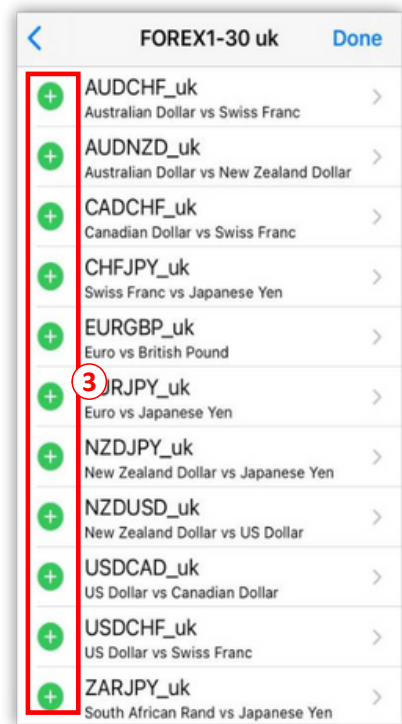 FOREX1-30 uk Done
AUDCHF_uk
Australian Dollar vs Swiss Franc
AUDNZD_uk
Australian Dollar vs New Zealand Dollar
CADCHF_uk
Canadian Dollar vs Swiss Franc
CHFJPY_uk
Swiss Franc vs Japanese Yen
EURGBP_uk
Euro vs British Pound
3 URJPY_uk
Euro vs Japanese Yen
NZDJPY_uk
New Zealand Dollar vs Japanese Yen
NZDUSD_uk
New Zealand Dollar vs US Dollar
USDCAD_uk
US Dollar vs Canadian Dollar
USDCHF_uk
US Dollar vs Swiss Franc
ZARJPY_uk
South African Rand vs Japanese Yen